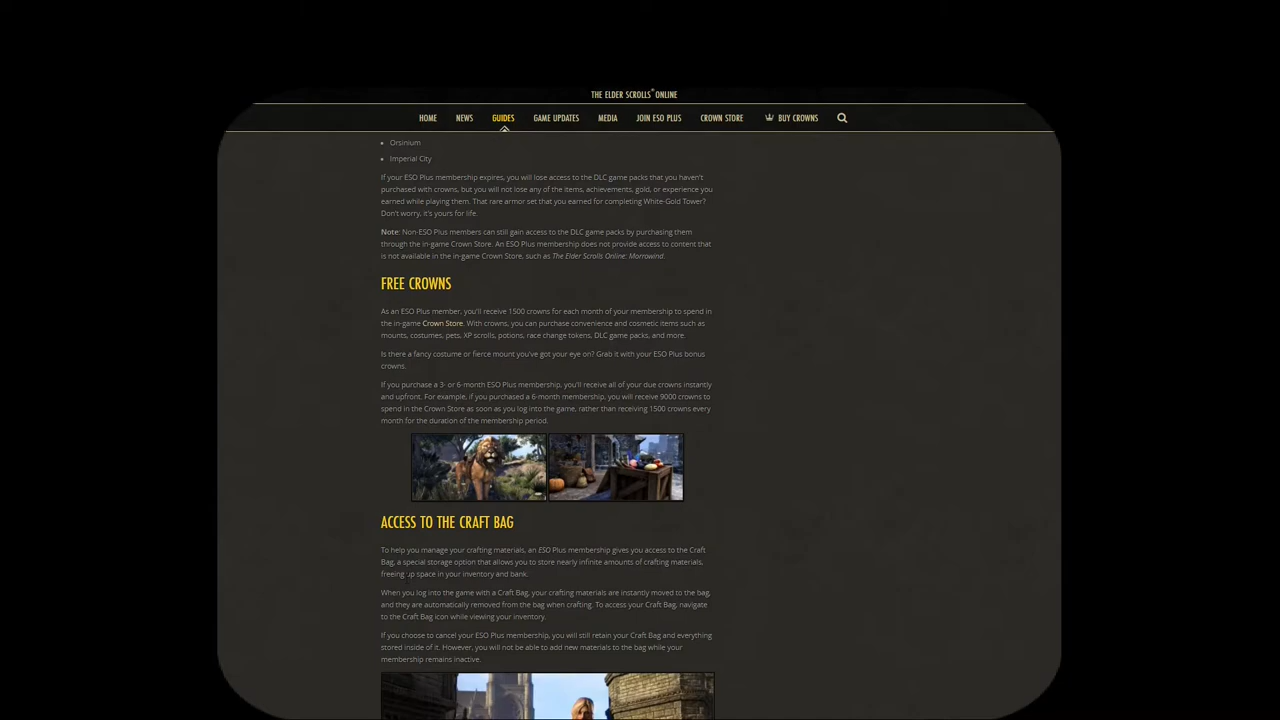 THE ELDER SCROLLS® ONLINE
HOME NEWS GUIDES GAME UPDATES MEDIA JOIN ESO PLUS CROWN STORE BUY CROWNS
• Orsinium
• Imperial City
If your ESO Plus membership expires, you will lose access to the DLC game packs that you haven't
purchased with crowns, but you will not lose any of the items, achievements, gold, or experience you
earned while playing them. That rare armor set that you earned for completing White-Gold Tower?
Don't worry, it's yours for life.
Note: Non-ESO Plus members can still gain access to the DLC game packs by purchasing them
through the in-game Crown Store. An ESO Plus membership does not provide access to content that
is not available in the in-game Crown Store, such as The Elder Scrolls Online: Morrowind.
FREE CROWNS
As an ESO Plus member, you'll receive 1500 crowns for each month of your membership to spend in
the in-game Crown Store. With crowns, you can purchase convenience and cosmetic items such as
mounts, costumes, pets, XP scrolls, potions, race change tokens, DLC game packs, and more.
Is there a fancy costume or fierce mount you've got your eye on? Grab it with your ESO Plus bonus
crowns.
If you purchase a 3- or 6-month ESO Plus membership, you'll receive all of your due crowns instantly
and upfront. For example, if you purchased a 6-month membership, you will receive 9000 crowns to
spend in the Crown Store as soon as you log into the game, rather than receiving 1500 crowns every
month for the duration of the membership period.
ACCESS TO THE CRAFT BAG
To help you manage your crafting materials, an ESO Plus membership gives you access to the Craft
Bag, a special storage option that allows you to store nearly infinite amounts of crafting materials,
freeing up space in your inventory and bank.
When you log into the game with a Craft Bag, your crafting materials are instantly moved to the bag,
and they are automatically removed from the bag when crafting. To access your Craft Bag, navigate
to the Craft Bag icon while viewing your inventory.
If you choose to cancel your ESO Plus membership, you will still retain your Craft Bag and everything
stored inside of it. However, you will not be able to add new materials to the bag while your
membership remains inactive.